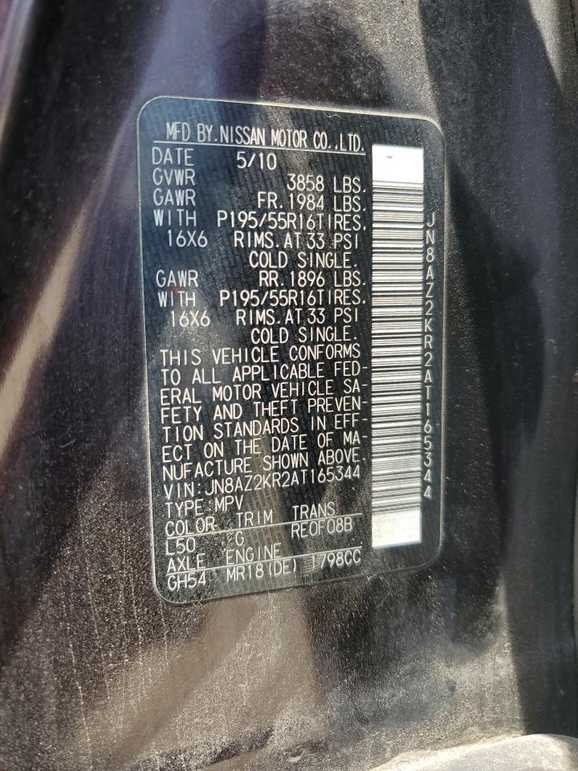 MFD BY.NISSAN MOTOR CO.,LTD.
DATE 5/10
GVWR 3858 LBS.
GAWR FR.1984 LBS.
WITH P195/55R16TIRES.
16X6 RIMS.AT 33 PSI
COLD SINGLE.
GAWR RR.1896 LBS.
WITH P195/55R16TIRES.
16X6 RIMS.AT 33 PSI
COLD SINGLE.
THIS VEHICLE CONFORMS
TO ALL APPLICABLE FED-
ERAL MOTOR VEHICLE SA-
FETY AND THEFT PREVEN-
TION STANDARDS IN EFF-
ECT ON THE DATE OF MA-
NUFACTURE SHOWN ABOVE.
VIN:JN8AZ2KR2AT165344
TYPE:MPV
COLOR TRIM TRANS
L50 G RE0F08B
AXLE ENGINE
GH54 MR18(DE) 1798CC
JN8AZ2KR2AT165344